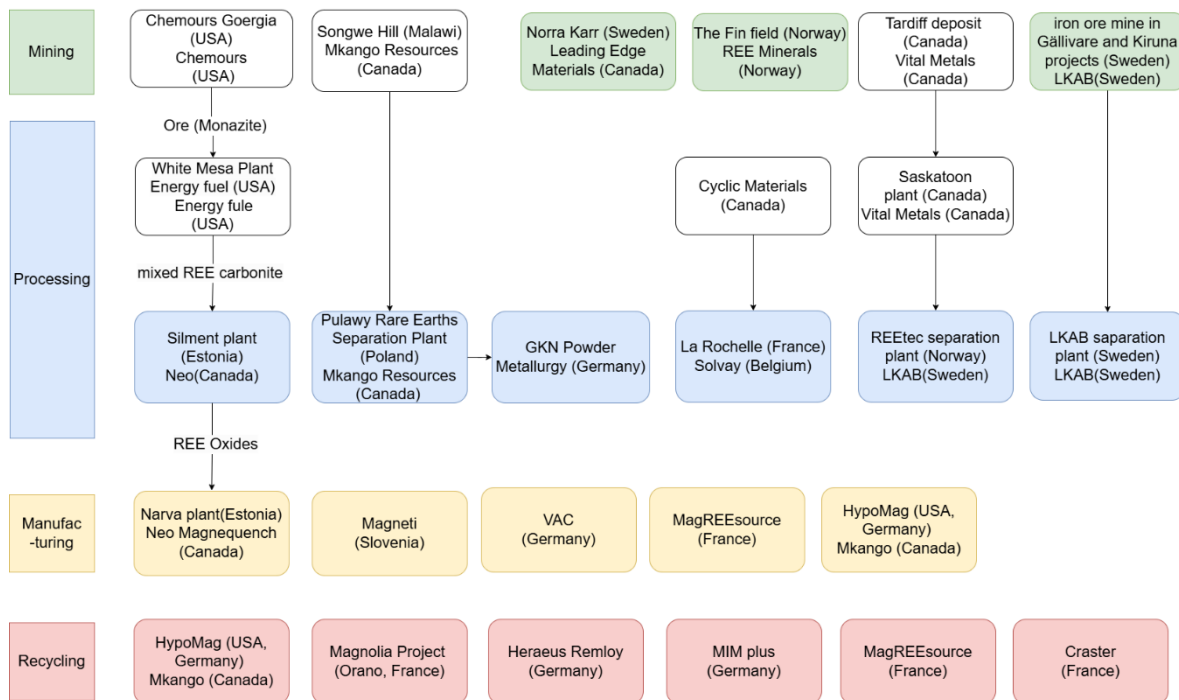 Mining
Chemours Goergia
(USA)
Chemours
(USA)
Songwe Hill (Malawi)
Mkango Resources
(Canada)
Norra Karr (Sweden)
Leading Edge
Materials (Canada)
The Fin field (Norway)
REE Minerals
(Norway)
Tardiff deposit
(Canada)
Vital Metals
(Canada)
iron ore mine in
Gällivare and Kiruna
projects (Sweden)
LKAB(Sweden)
Ore (Monazite)
Processing
White Mesa Plant
Energy fuel (USA)
Energy fule
(USA)
Cyclic Materials
(Canada)
Saskatoon
plant (Canada)
Vital Metals (Canada)
mixed REE carbonite
Silment plant
(Estonia)
Neo(Canada)
Pulawy Rare Earths
Separation Plant
(Poland)
Mkango Resources
(Canada)
GKN Powder
Metallurgy (Germany)
La Rochelle (France)
Solvay (Belgium)
REEtec separation
plant (Norway)
LKAB(Sweden)
LKAB saparation
plant (Sweden)
LKAB(Sweden)
REE Oxides
Manufac
-turing
Narva plant(Estonia)
Neo Magnequench
(Canada)
Magneti
(Slovenia)
VAC
(Germany)
MagREEsource
(France)
HypoMag (USA,
Germany)
Mkango (Canada)
Recycling
HypoMag (USA,
Germany)
Mkango (Canada)
Magnolia Project
(Orano, France)
Heraeus Remloy
(Germany)
MIM plus
(Germany)
MagREEsource
(France)
Craster
(France)